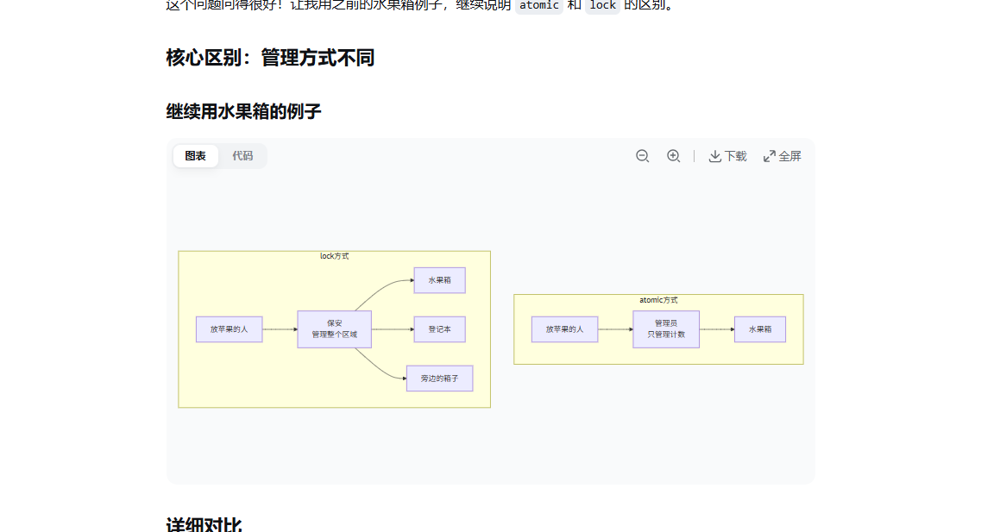 这个问题问得很好！让我用之前的水果箱例子，继续说明 atomic 和 lock 的区别。
核心区别：管理方式不同
继续用水果箱的例子
图表 代码 下载 全屏
lock方式
放苹果的人
保安
管理整个区域
水果箱
登记本
旁边的箱子
atomic方式
放苹果的人
管理员
只管理计数
水果箱
详细对比